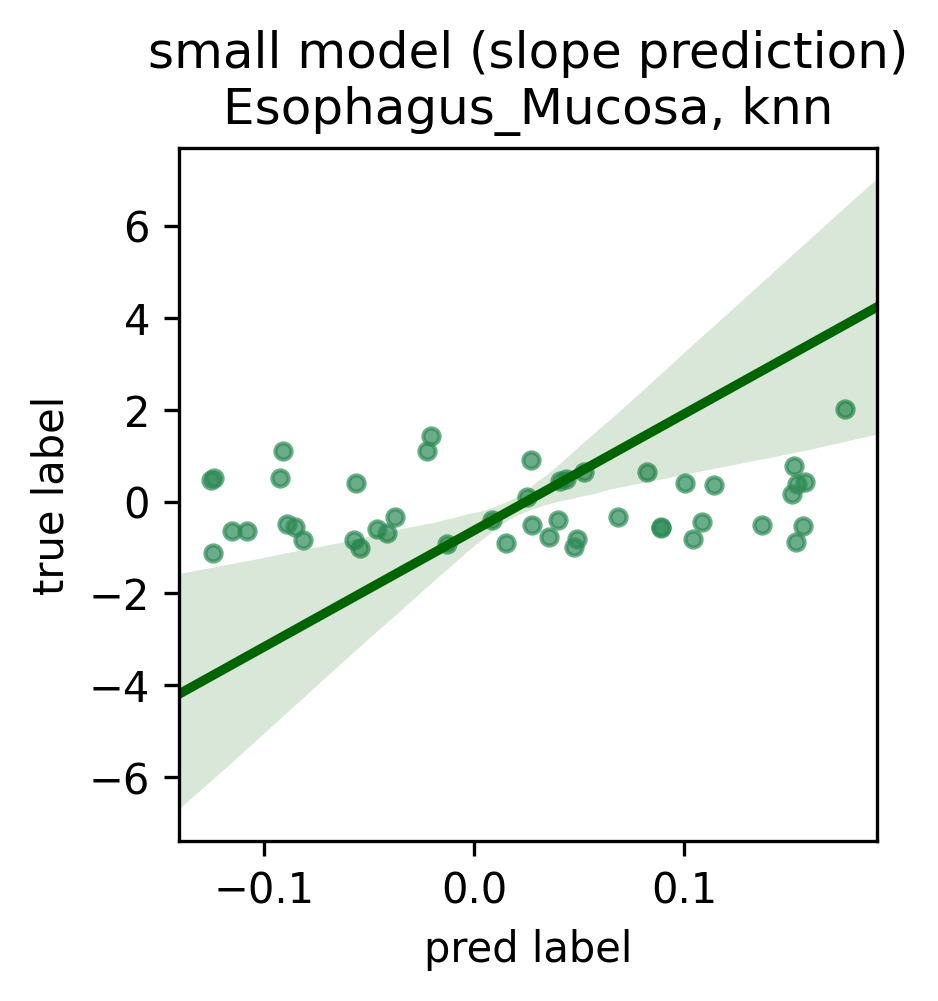 small model (slope prediction)
Esophagus_Mucosa, knn
6
4
2
0
−2
−4
−6
true label
−0.1
0.0
0.1
pred label